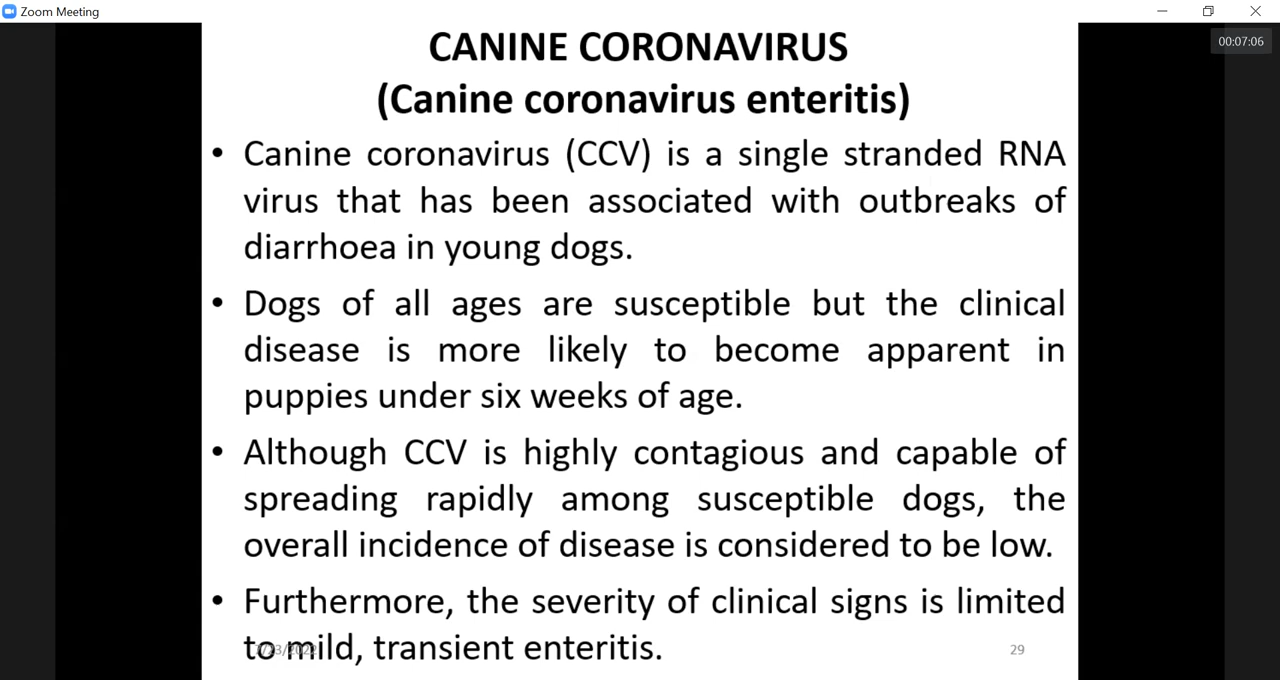 Zoom Meeting
00:07:06
CANINE CORONAVIRUS
(Canine coronavirus enteritis)
• Canine coronavirus (CCV) is a single stranded RNA
virus that has been associated with outbreaks of
diarrhoea in young dogs.
• Dogs of all ages are susceptible but the clinical
disease is more likely to become apparent in
puppies under six weeks of age.
• Although CCV is highly contagious and capable of
spreading rapidly among susceptible dogs, the
overall incidence of disease is considered to be low.
• Furthermore, the severity of clinical signs is limited
to mild, transient enteritis.
29